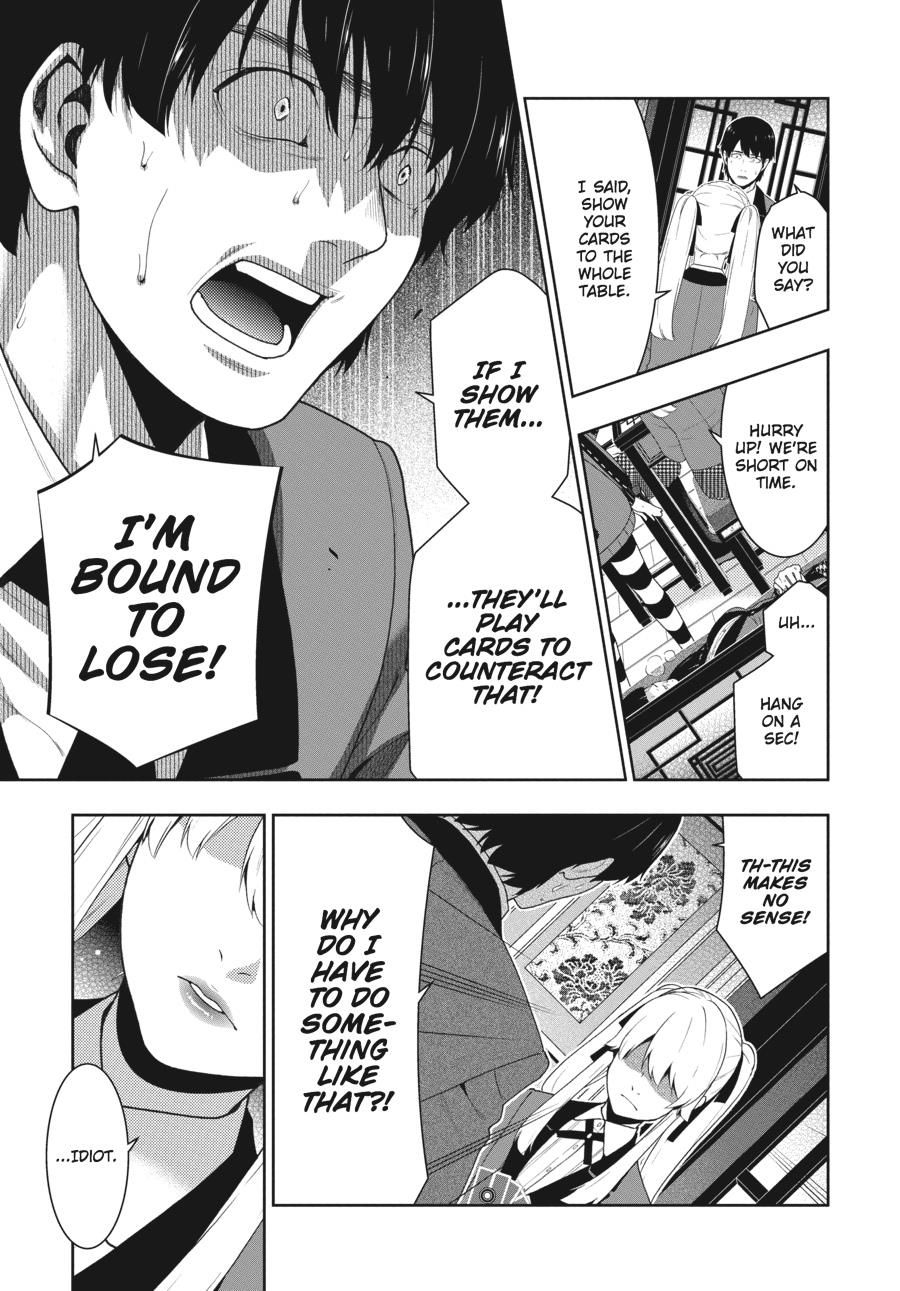 WHAT
DID
YOU
SAY?
I SAID,
SHOW
YOUR
CARDS
TO THE
WHOLE
TABLE.
HURRY
UP! WE'RE
SHORT ON
TIME.
UH...
HANG
ON A
SEC!
IF I
SHOW
THEM...
...THEY'LL
PLAY
CARDS TO
COUNTERACT
THAT!
I'M
BOUND
TO
LOSE!
TH-THIS
MAKES
NO
SENSE!
WHY
DO I
HAVE
TO DO
SOME-
THING
LIKE
THAT?!
...IDIOT.